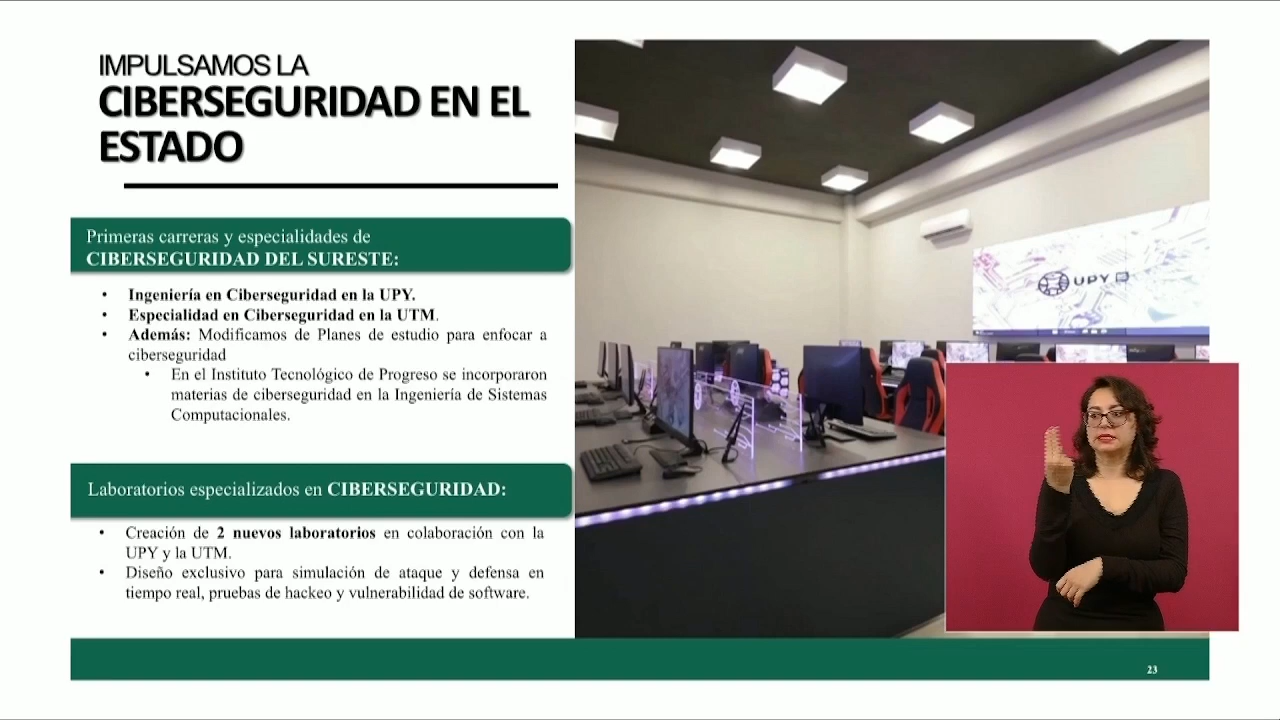 IMPULSAMOS LA
CIBERSEGURIDAD EN EL
ESTADO
Primeras carreras y especialidades de
CIBERSEGURIDAD DEL SURESTE:
• Ingeniería en Ciberseguridad en la UPY.
• Especialidad en Ciberseguridad en la UTM.
• Además: Modificamos de Planes de estudio para enfocar a
ciberseguridad
• En el Instituto Tecnológico de Progreso se incorporaron
materias de ciberseguridad en la Ingeniería de Sistemas
Computacionales.
Laboratorios especializados en CIBERSEGURIDAD:
• Creación de 2 nuevos laboratorios en colaboración con la
UPY y la UTM.
• Diseño exclusivo para simulación de ataque y defensa en
tiempo real, pruebas de hackeo y vulnerabilidad de software.
UPY
23